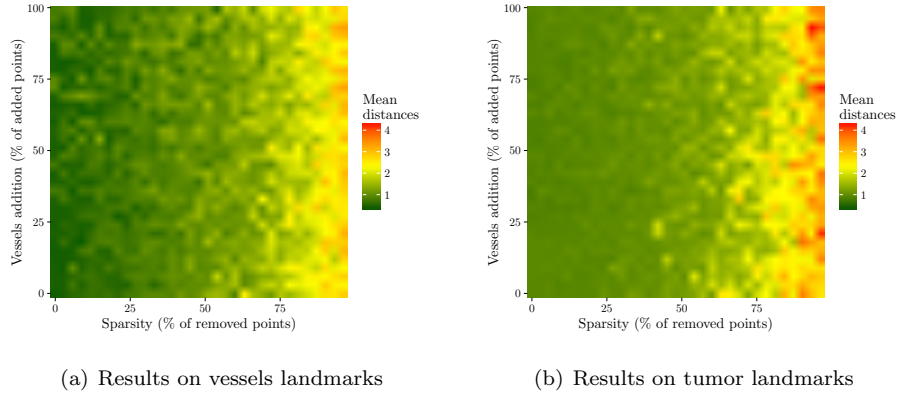 100
75
50
25
0
Vessels addition (% of added points)
0 25 50 75
Sparsity (% of removed points)
Mean
distances
4
3
2
1
(a) Results on vessels landmarks
100
75
50
25
0
Vessels addition (% of added points)
0 25 50 75
Sparsity (% of removed points)
Mean
distances
4
3
2
1
(b) Results on tumor landmarks